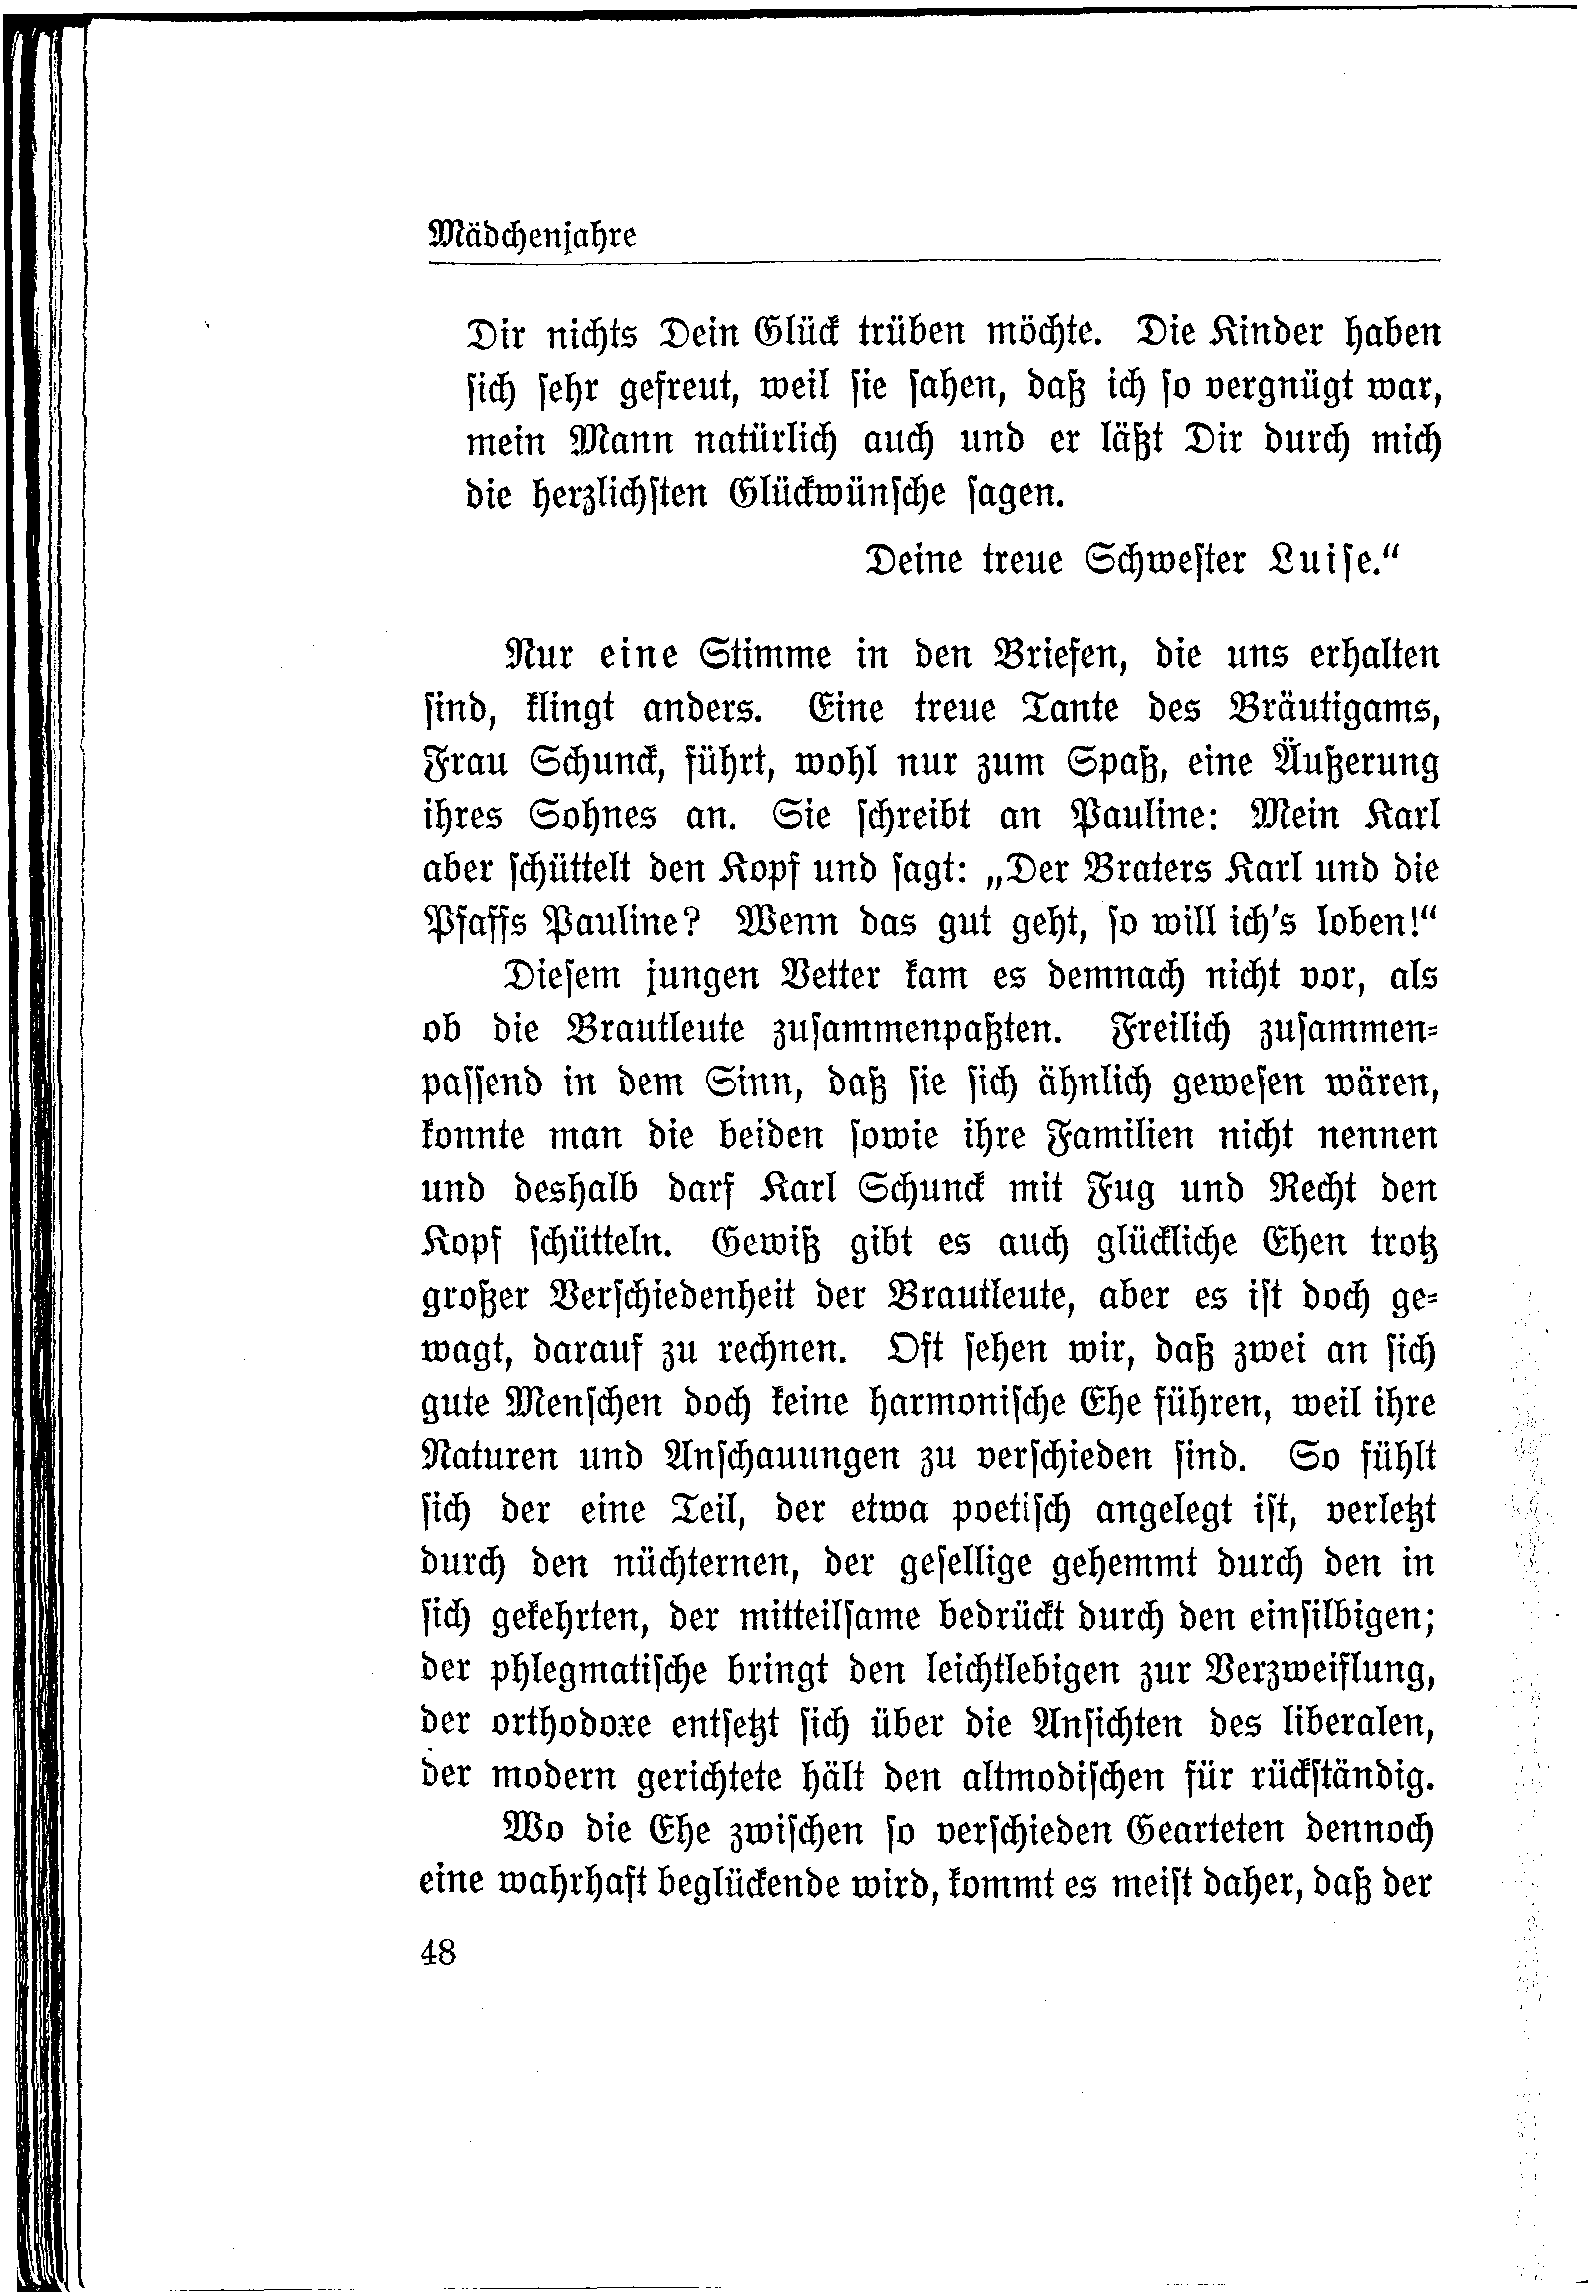 Mädchenjahre
Dir nichts Dein Glück trüben möchte. Die Kinder haben
sich sehr gefreut, weil sie sahen, daß ich so vergnügt war,
mein Mann natürlich auch und er läßt Dir durch mich
die herzlichsten Glückwünsche sagen.
Deine treue Schwester Luise.“
Nur eine Stimme in den Briefen, die uns erhalten
sind, klingt anders. Eine treue Tante des Bräutigams,
Frau Schunck, führt, wohl nur zum Spaß, eine Äußerung
ihres Sohnes an. Sie schreibt an Pauline: Mein Karl
aber schüttelt den Kopf und sagt: „Der Braters Karl und die
Pfaffs Pauline? Wenn das gut geht, so will ich's loben!“
Diesem jungen Vetter kam es demnach nicht vor, als
ob die Brautleute zusammenpaßten. Freilich zusammen-
passend in dem Sinn, daß sie sich ähnlich gewesen wären,
konnte man die beiden sowie ihre Familien nicht nennen
und deshalb darf Karl Schunck mit Fug und Recht den
Kopf schütteln. Gewiß gibt es auch glückliche Ehen trotz
großer Verschiedenheit der Brautleute, aber es ist doch ge-
wagt, darauf zu rechnen. Oft sehen wir, daß zwei an sich
gute Menschen doch keine harmonische Ehe führen, weil ihre
Naturen und Anschauungen zu verschieden sind. So fühlt
sich der eine Teil, der etwa poetisch angelegt ist, verletzt
durch den nüchternen, der gesellige gehemmt durch den in
sich gekehrten, der mitteilsame bedrückt durch den einsilbigen;
der phlegmatische bringt den leichtlebigen zur Verzweiflung,
der orthodoxe entsetzt sich über die Ansichten des liberalen,
der modern gerichtete hält den altmodischen für rückständig.
Wo die Ehe zwischen so verschieden Gearteten dennoch
eine wahrhaft beglückende wird, kommt es meist daher, daß der
48